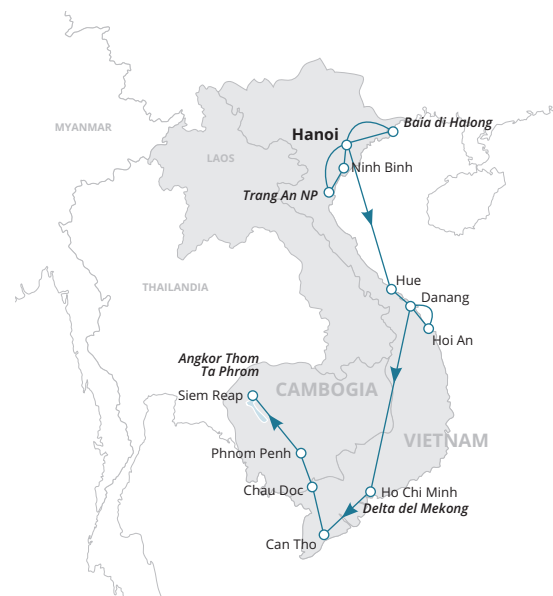 Baia di Halong
MYANMAR
Hanoi
LAOS
Ninh Binh
Trang An NP
Hue
THAILANDIA
Danang
Hoi An
Angkor Thom
Ta Phrom
CAMBOGIA
Siem Reap
VIETNAM
Phnom Penh
Chau Doc
Ho Chi Minh
Delta del Mekong
Can Tho